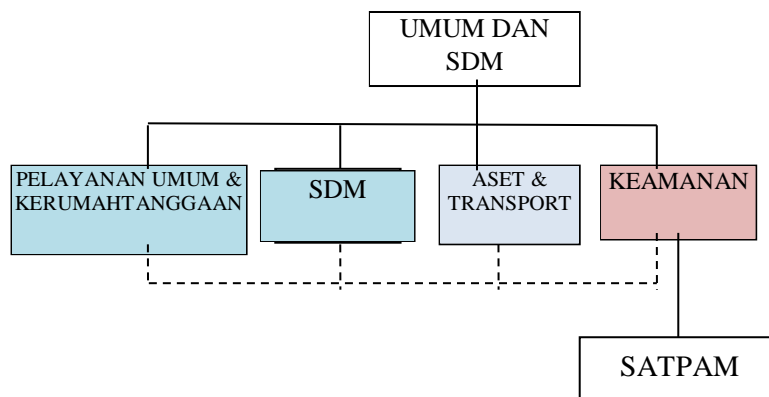 UMUM DAN
SDM
PELAYANAN UMUM &
KERUMAHTANGGAAN
SDM
ASET &
TRANSPORT
KEAMANAN
SATPAM